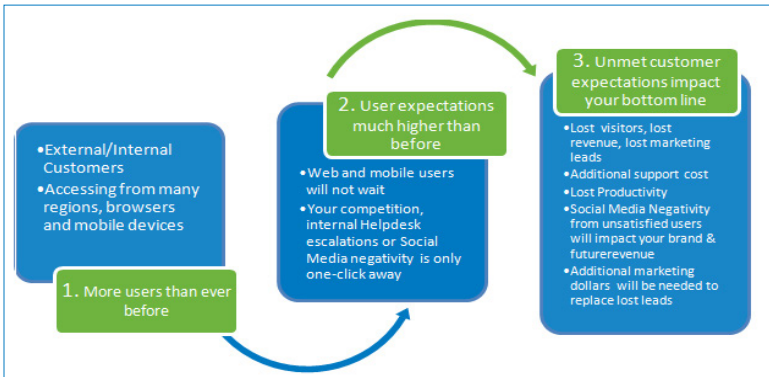 •External/Internal
Customers
•Accessing from many
regions, browsers
and mobile devices
1. More users than ever
before
2. User expectations
much higher than
before
•Web and mobile users
will not wait
•Your competition,
internal Helpdesk
escalations or Social
Media negativity is only
one-click away
3. Unmet customer
expectations impact
your bottom line
•Lost visitors, lost
revenue, lost marketing
leads
•Additional support cost
•Lost Productivity
•Social Media Negativity
from unsatisfied users
will impact your brand &
futurerevenue
•Additional marketing
dollars will be needed to
replace lost leads